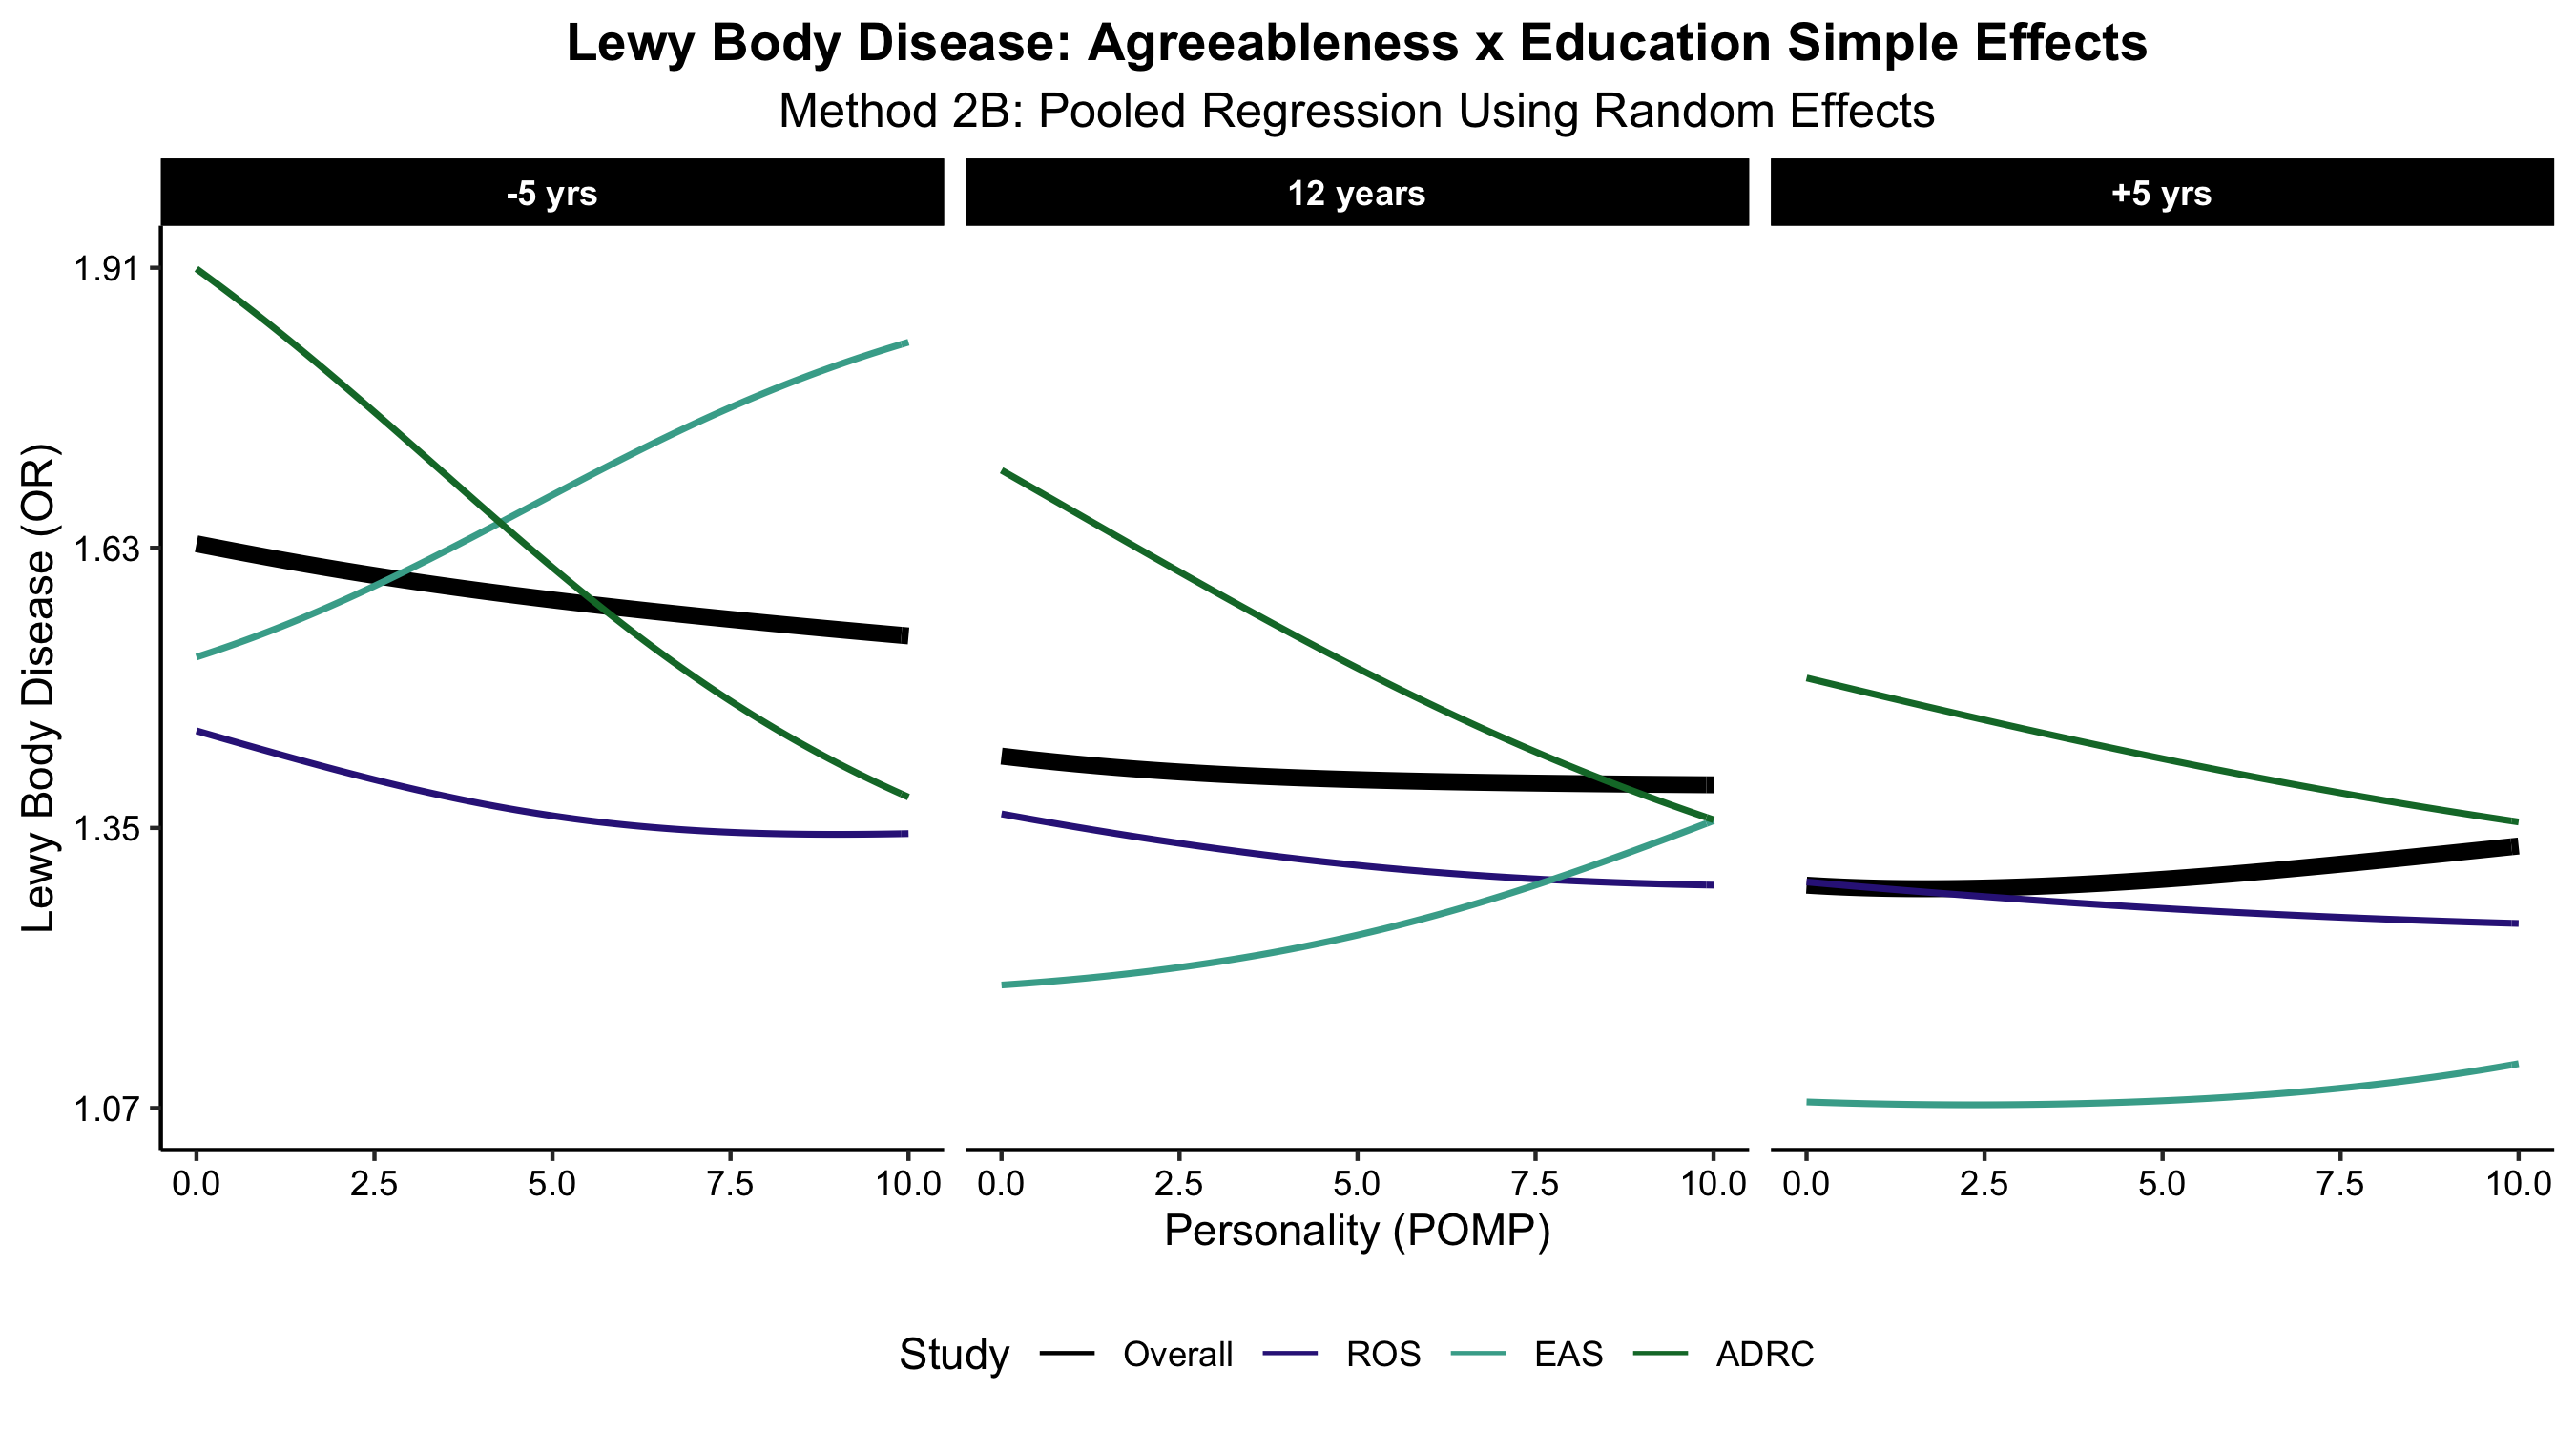 Lewy Body Disease: Agreeableness x Education Simple Effects
Method 2B: Pooled Regression Using Random Effects
-5 yrs 12 years +5 yrs
Lewy Body Disease (OR)
1.91
1.63
1.35
1.07
0.0 2.5 5.0 7.5 10.0 0.0 2.5 5.0 7.5 10.0 0.0 2.5 5.0 7.5 10.0
Personality (POMP)
Study Overall ROS EAS ADRC